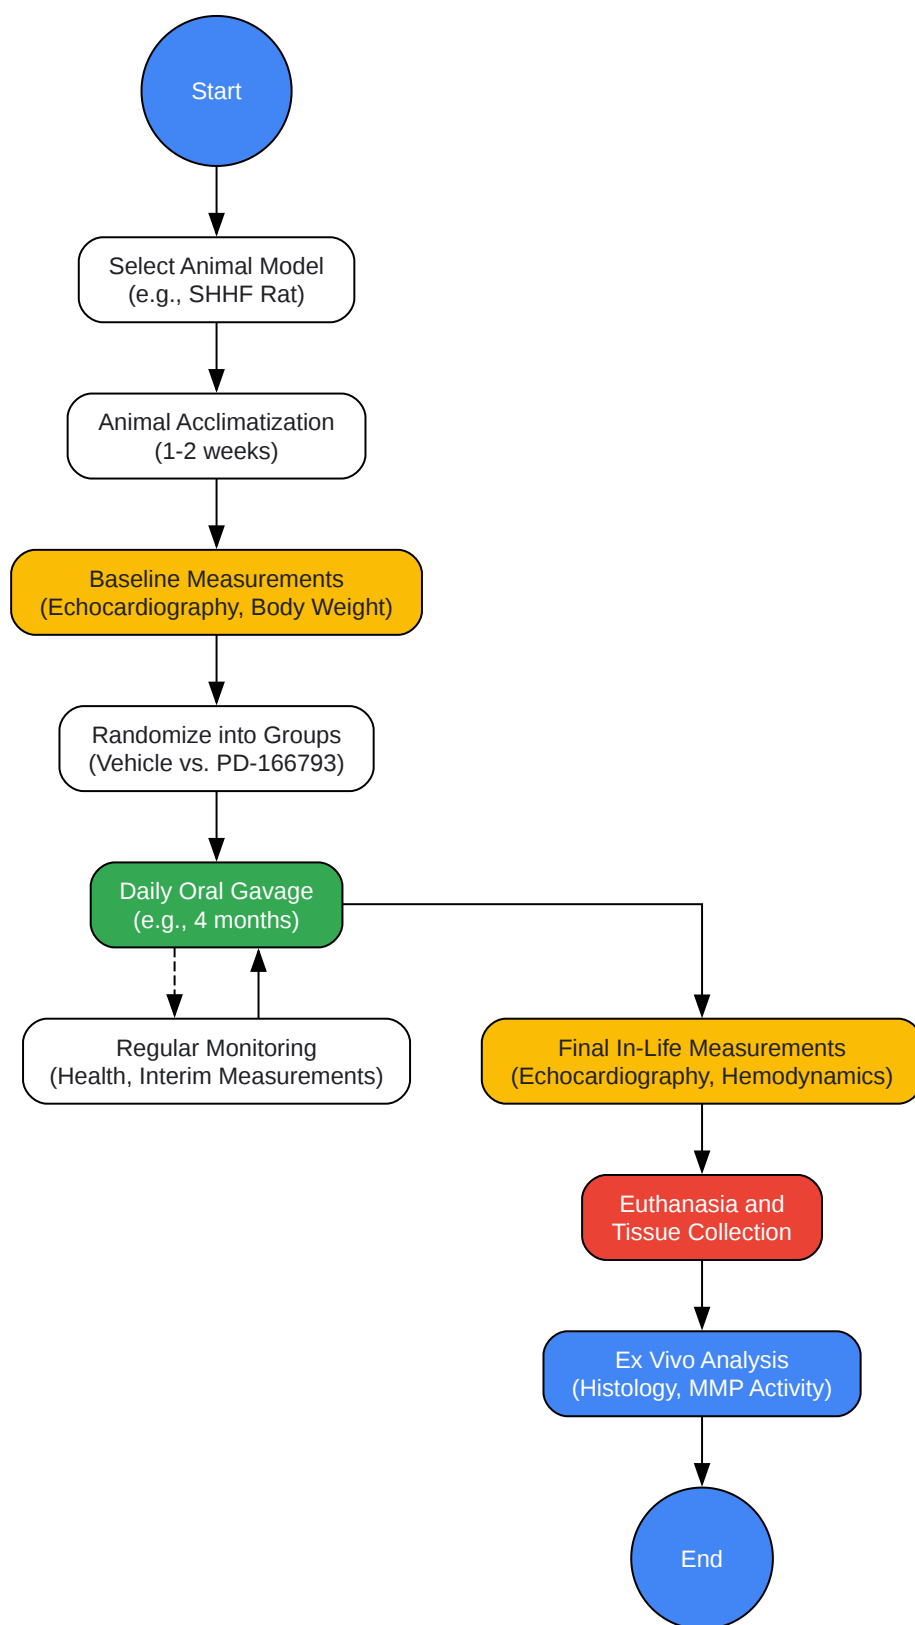 Start
Select Animal Model
(e.g., SHHF Rat)
Animal Acclimatization
(1-2 weeks)
Baseline Measurements
(Echocardiography, Body Weight)
Randomize into Groups
(Vehicle vs. PD-166793)
Daily Oral Gavage
(e.g., 4 months)
Regular Monitoring
(Health, Interim Measurements)
Final In-Life Measurements
(Echocardiography, Hemodynamics)
Euthanasia and
Tissue Collection
Ex Vivo Analysis
(Histology, MMP Activity)
End